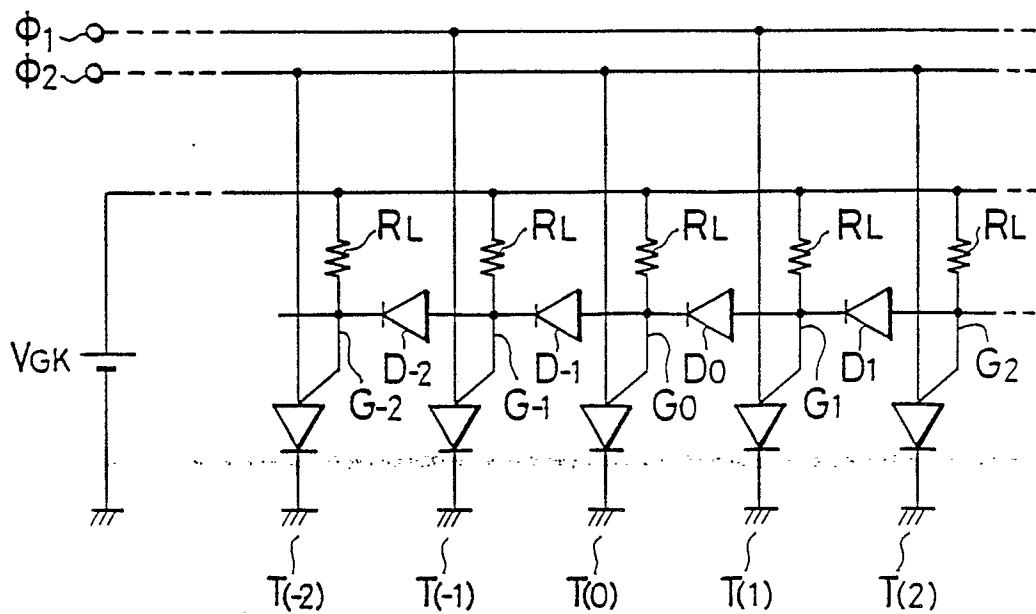 Φ1
Φ2
RL RL RL RL RL
VGK
D-2 D-1 D0 D1
G-2 G-1 G0 G1 G2
T(-2) T(-1) T(0) T(1) T(2)